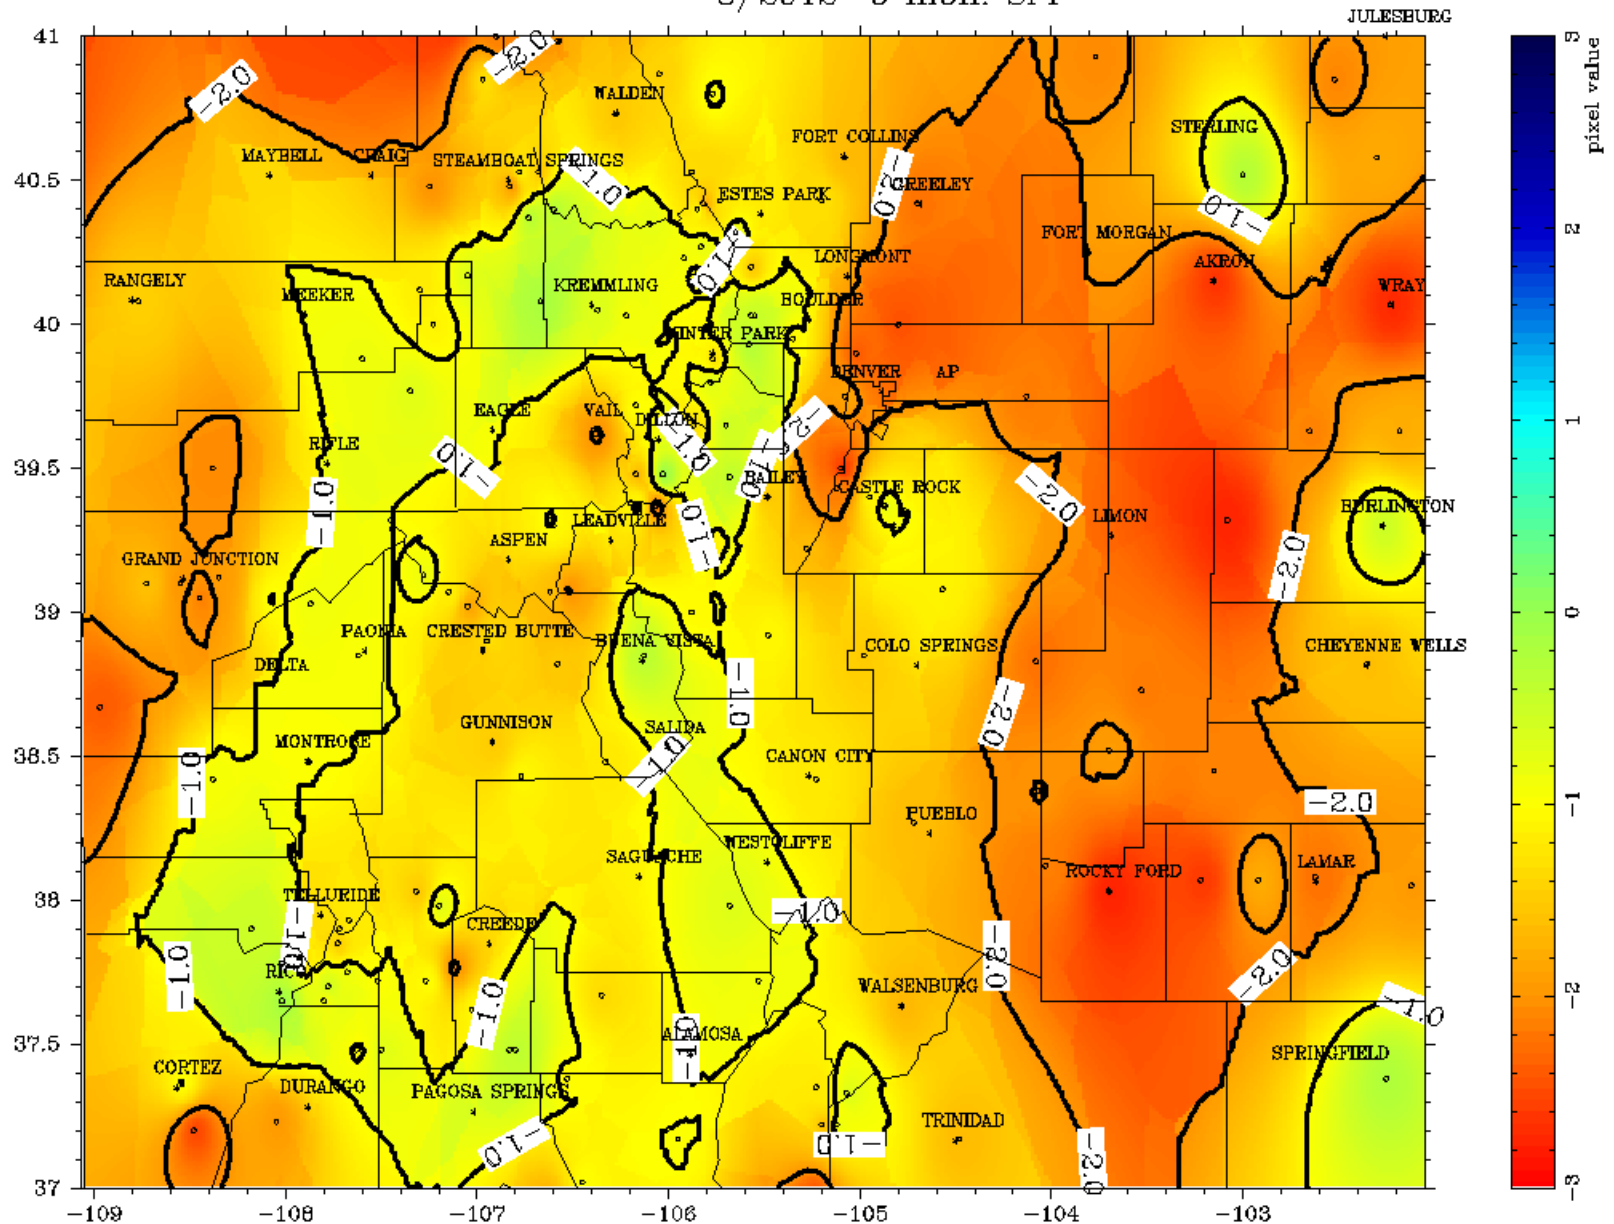 JULESBURG
41
-2.0
-2.0
3
pixel value
WALDEN
FORT COLLINS
STERLING
MAYBELL
CRAIG
STEAMBOAT SPRINGS
40.5
-1.0
ESTES PARK
-2.0
GREELEY
-1.0
FORT MORGAN
2
LONGMONT
AKRON
RANGELY
MEEKER
KREMMLING
-1.0
BOULDER
WRAY
40
WINTER PARK
DENVER AP
EAGLE
VAIL
DILLON
1
RIFLE
-1.0
-1.0
-2.
39.5
-1.0
-1.0
BAILEY
CASTLE ROCK
-2.0
BURLINGTON
LIMON
LEADVILLE
-1.0
ASPEN
GRAND JUNCTION
-2.0
39
0
PAONIA
CRESTED BUTTE
BUENA VISTA
COLO SPRINGS
CHEYENNE WELLS
DELTA
-1.0
-2.0
GUNNISON
SALIDA
MONTROSE
38.5
-1.0
-1.0
CANON CITY
-2.0
-1
PUEBLO
SAGUACHE
WESTCLIFFE
ROCKY FORD
LAMAR
38
TELLURIDE
-1.0
CREEDE
-1.0
-1.0
RICO
-2.0
-2.0
WALSENBURG
-2
-1.0
-1.0
37.5
ALAMOSA
-1.0
SPRINGFIELD
CORTEZ
DURANGO
PAGOSA SPRINGS
TRINIDAD
-1.0
-1.0
-2.0
37
-3
-109
-108
-107
-106
-105
-104
-103